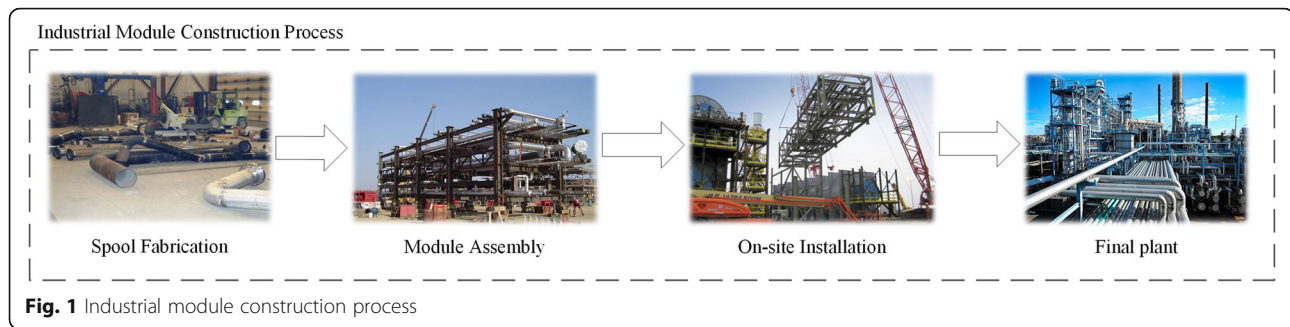 Industrial Module Construction Process
Spool Fabrication
Module Assembly
On-site Installation
Final plant
Fig. 1 Industrial module construction process